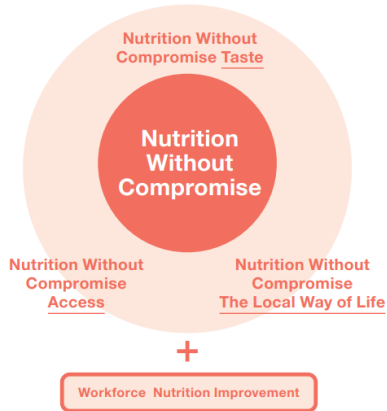 Nutrition Without
Compromise Taste
Nutrition
Without
Compromise
Nutrition Without
Compromise
Access
Nutrition Without
Compromise
The Local Way of Life
+
Workforce Nutrition Improvement